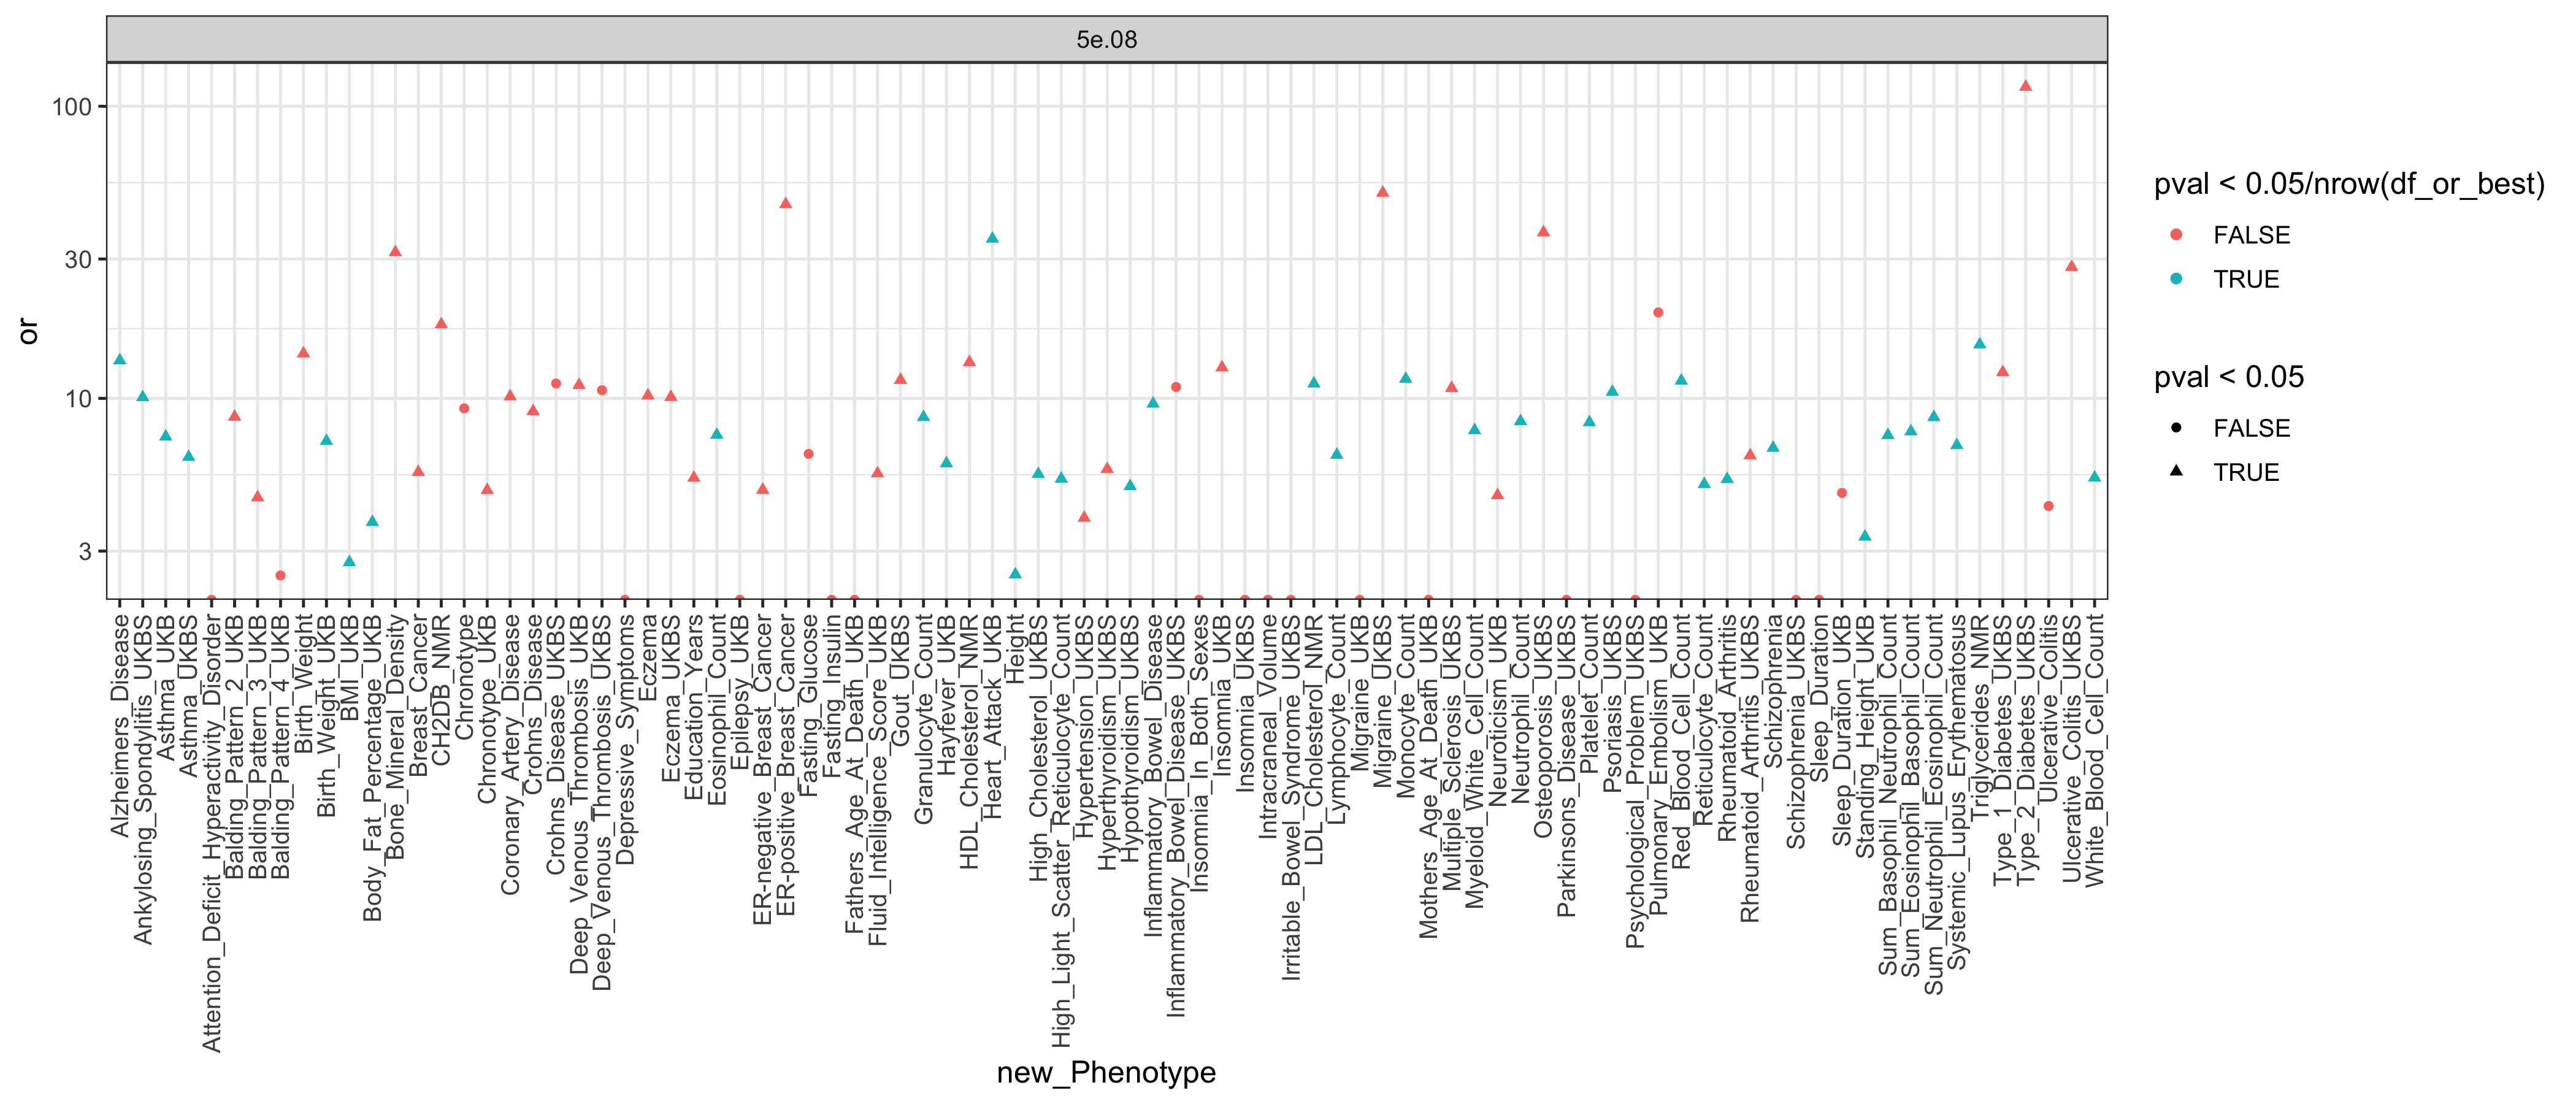 5e.08
100
30
10
3
or
Alzheimers_Disease
Ankylosing_Spondylitis_UKBS
Asthma_UKB
Asthma_UKBS
Attention_Deficit_Hyperactivity_Disorder
Balding_Pattern_2_UKB
Balding_Pattern_3_UKB
Balding_Pattern_4_UKB
Birth_Weight
Birth_Weight_UKB
BMI_UKB
Body_Fat_Percentage_UKB
Bone_Mineral_Density
Breast_Cancer
CH2DB_NMR
Chronotype
Chronotype_UKB
Coronary_Artery_Disease
Crohns_Disease
Crohns_Disease_UKBS
Deep_Venous_Thrombosis_UKB
Deep_Venous_Thrombosis_UKBS
Depressive_Symptoms
Eczema
Eczema_UKBS
Education_Years
Eosinophil_Count
Epilepsy_UKB
ER-negative_Breast_Cancer
ER-positive_Breast_Cancer
Fasting_Glucose
Fasting_Insulin
Fathers_Age_At_Death_UKB
Fluid_Intelligence_Score_UKB
Gout_UKBS
Granulocyte_Count
Hayfever_UKB
HDL_Cholesterol_NMR
Heart_Attack_UKB
Height
High_Cholesterol_UKBS
High_Light_Scatter_Reticulocyte_Count
Hypertension_UKBS
Hyperthyroidism_UKBS
Hypothyroidism_UKBS
Inflammatory_Bowel_Disease
Inflammatory_Bowel_Disease_UKBS
Insomnia_In_Both_Sexes
Insomnia_UKB
Insomnia_UKBS
Intracraneal_Volume
Irritable_Bowel_Syndrome_UKBS
LDL_Cholesterol_NMR
Lymphocyte_Count
Migraine_UKB
Migraine_UKBS
Monocyte_Count
Mothers_Age_At_Death_UKB
Multiple_Sclerosis_UKBS
Myeloid_White_Cell_Count
Neuroticism_UKB
Neutrophil_Count
Osteoporosis_UKBS
Parkinsons_Disease_UKBS
Platelet_Count
Psoriasis_UKBS
Psychological_Problem_UKBS
Pulmonary_Embolism_UKB
Red_Blood_Cell_Count
Reticulocyte_Count
Rheumatoid_Arthritis
Rheumatoid_Arthritis_UKBS
Schizophrenia
Schizophrenia_UKBS
Sleep_Duration
Sleep_Duration_UKB
Standing_Height_UKB
Sum_Basophil_Neutrophil_Count
Sum_Eosinophil_Basophil_Count
Sum_Neutrophil_Eosinophil_Count
Systemic_Lupus_Erythematosus
Triglycerides_NMR
Type_1_Diabetes_UKBS
Type_2_Diabetes_UKBS
Ulcerative_Colitis
Ulcerative_Colitis_UKBS
White_Blood_Cell_Count
new_Phenotype
pval < 0.05/nrow(df_or_best)
FALSE
TRUE
pval < 0.05
FALSE
TRUE